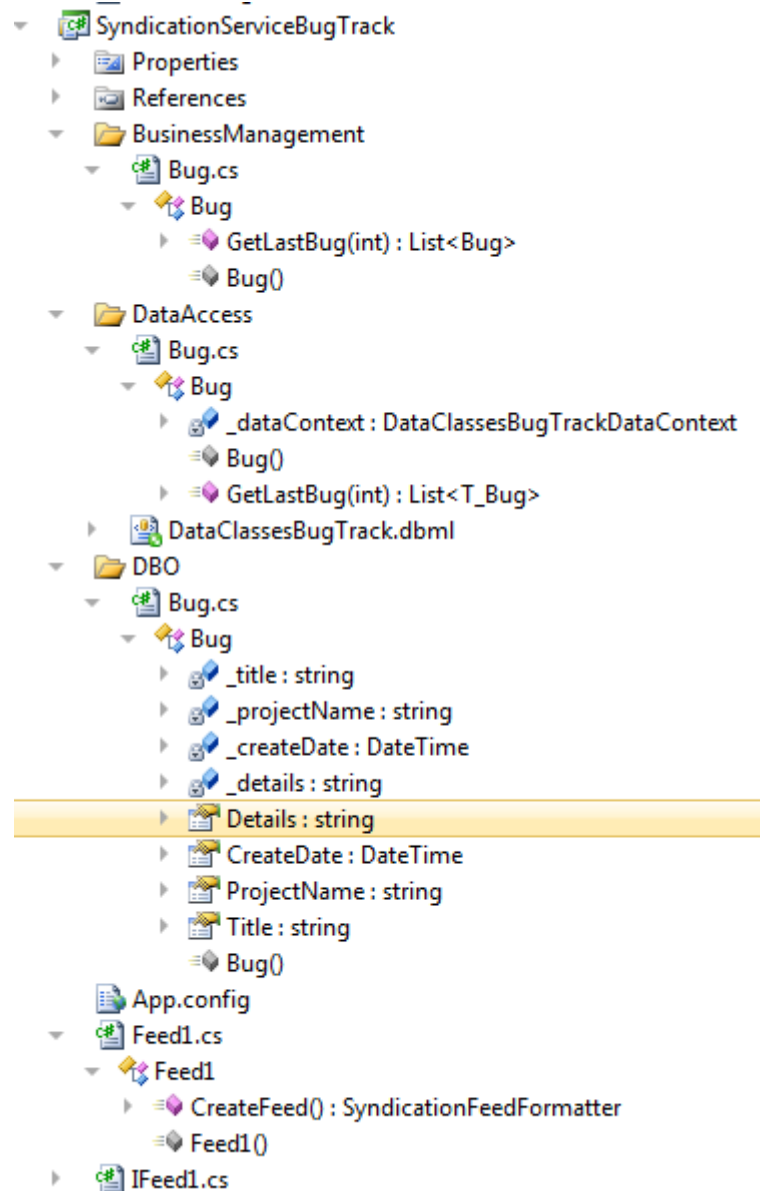 SyndicationServiceBugTrack
Properties
References
BusinessManagement
Bug.cs
Bug
GetLastBug(int) : List<Bug>
Bug()
DataAccess
Bug.cs
Bug
_dataContext : DataClassesBugTrackDataContext
Bug()
GetLastBug(int) : List<T_Bug>
DataClassesBugTrack.dbml
DBO
Bug.cs
Bug
_title : string
_projectName : string
_createDate : DateTime
_details : string
Details : string
CreateDate : DateTime
ProjectName : string
Title : string
Bug()
App.config
Feed1.cs
Feed1
CreateFeed() : SyndicationFeedFormatter
Feed1()
IFeed1.cs